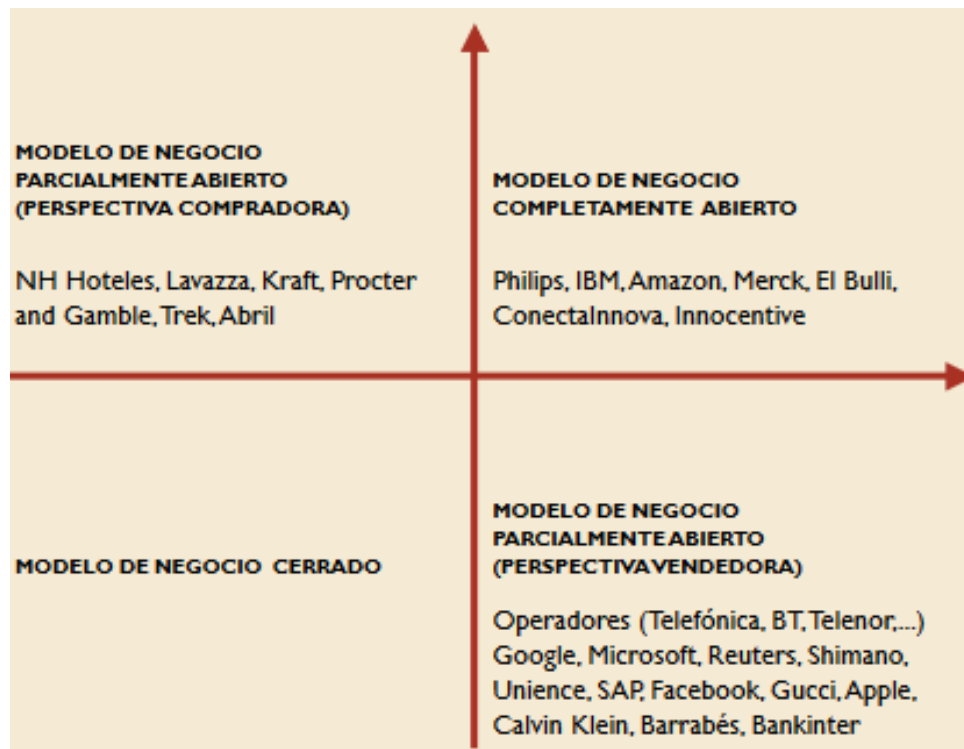 MODELO DE NEGOCIO
PARCIALMENTE ABIERTO
(PERSPECTIVA COMPRADORA)
NH Hoteles, Lavazza, Kraft, Procter
and Gamble, Trek, Abril
MODELO DE NEGOCIO
COMPLETAMENTE ABIERTO
Philips, IBM, Amazon, Merck, El Bulli,
ConectaInnova, Innocentive
MODELO DE NEGOCIO CERRADO
MODELO DE NEGOCIO
PARCIALMENTE ABIERTO
(PERSPECTIVA VENDEDORA)
Operadores (Telefónica, BT, Telenor,...)
Google, Microsoft, Reuters, Shimano,
Unience, SAP, Facebook, Gucci, Apple,
Calvin Klein, Barrabés, Bankinter